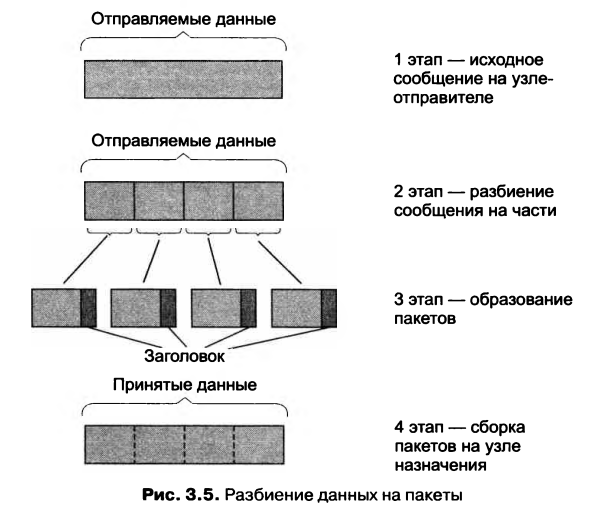 Отправляемые данные
1 этап — исходное
сообщение на узле-
отправителе
Отправляемые данные
2 этап — разбиение
сообщения на части
3 этап — образование
пакетов
Заголовок
Принятые данные
4 этап — сборка
пакетов на узле
назначения
Рис. 3.5. Разбиение данных на пакеты